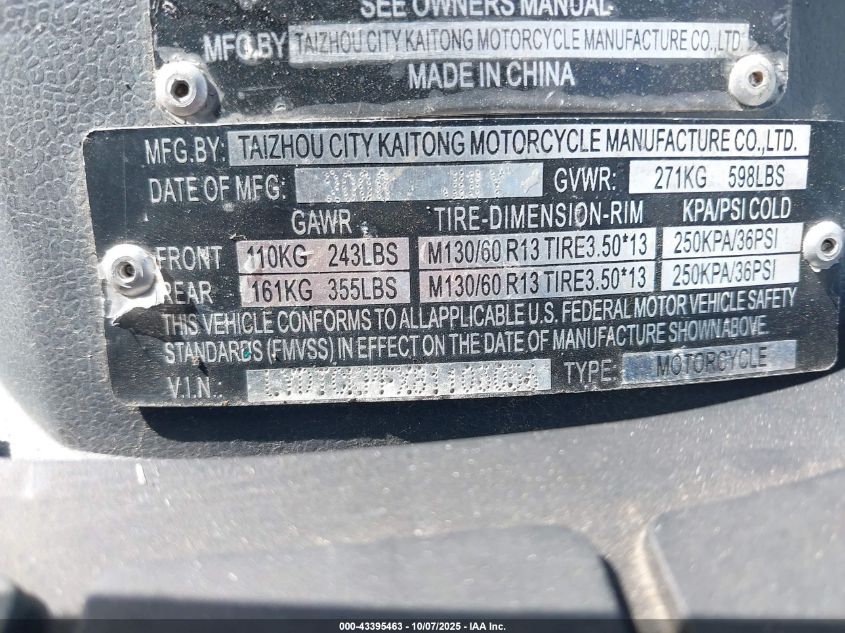 SEE OWNERS MANUAL
MFG.BY TAIZHOU CITY KAITONG MOTORCYCLE MANUFACTURE CO.,LTD
MADE IN CHINA
MFG.BY: TAIZHOU CITY KAITONG MOTORCYCLE MANUFACTURE CO.,LTD.
DATE OF MFG: JULY GVWR: 271KG 598LBS
GAWR TIRE-DIMENSION-RIM KPA/PSI COLD
FRONT 110KG 243LBS M130/60 R13 TIRE3.50*13 250KPA/36PSI
REAR 161KG 355LBS M130/60 R13 TIRE3.50*13 250KPA/36PSI
THIS VEHICLE CONFORMS TO ALLAPPLICABLE U.S. FEDERAL MOTOR VEHICLE SAFETY
STANDARDS (FMVSS) IN EFFECT ON THE DATE OF MANUFACTURE SHOWN ABOVE.
V.I.N.: TYPE: MOTORCYCLE
000-43395463 - 10/07/2025 - IAA Inc.